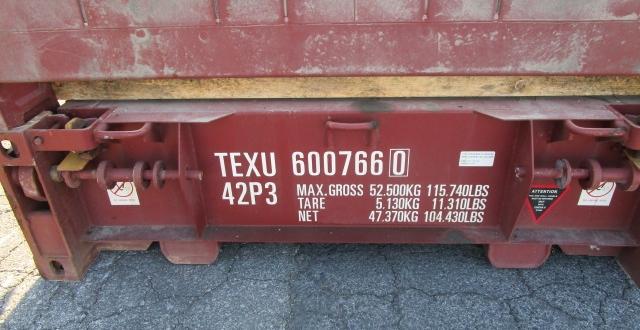 TEXU 600766 0
42P3
MAX.GROSS 52.500KG 115.740LBS
TARE 5.130KG 11.310LBS
NET 47.370KG 104.430LBS
ATTENTION